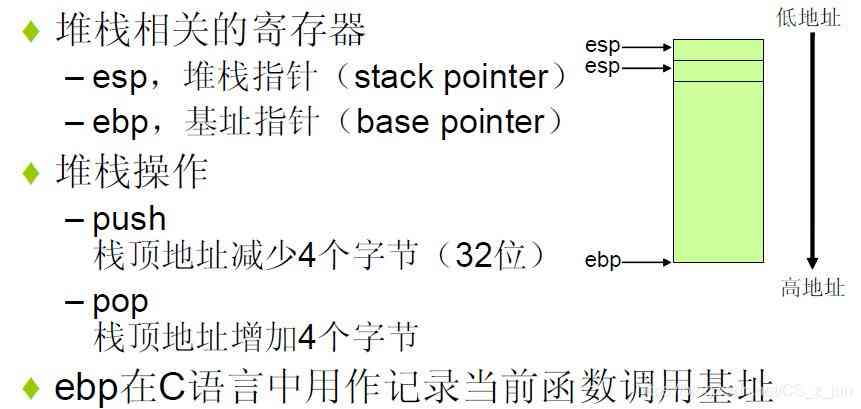 ♦ 堆栈相关的寄存器
– esp，堆栈指针（stack pointer）
– ebp，基址指针（base pointer）
♦ 堆栈操作
– push
栈顶地址减少4个字节（32位）
– pop
栈顶地址增加4个字节
♦ ebp在C语言中用作记录当前函数调用基址
esp
esp
ebp
低地址
高地址